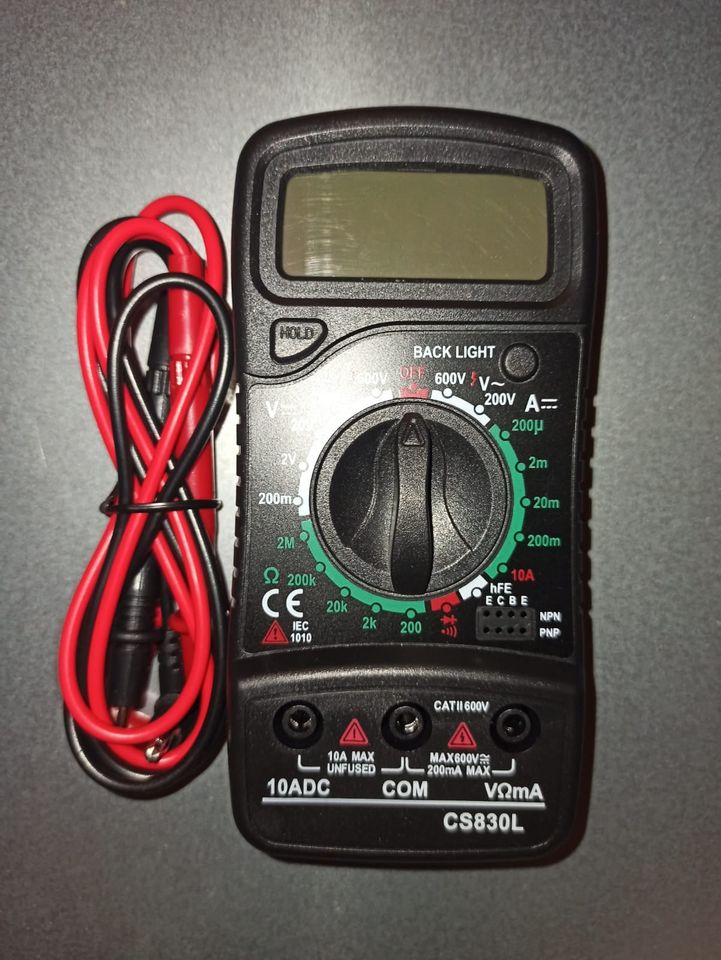 HOLD
BACK LIGHT
600V OFF 600V V~
200V
V
A
200µ
2V
2m
200m
20m
2M
200m
Ω 200k
10A
20k
2k
200
hFE
E C B E
CE
IEC
1010
NPN
PNP
CATII600V
10A MAX
UNFUSED
MAX600V
200mA MAX
10ADC COM VΩmA
CS830L